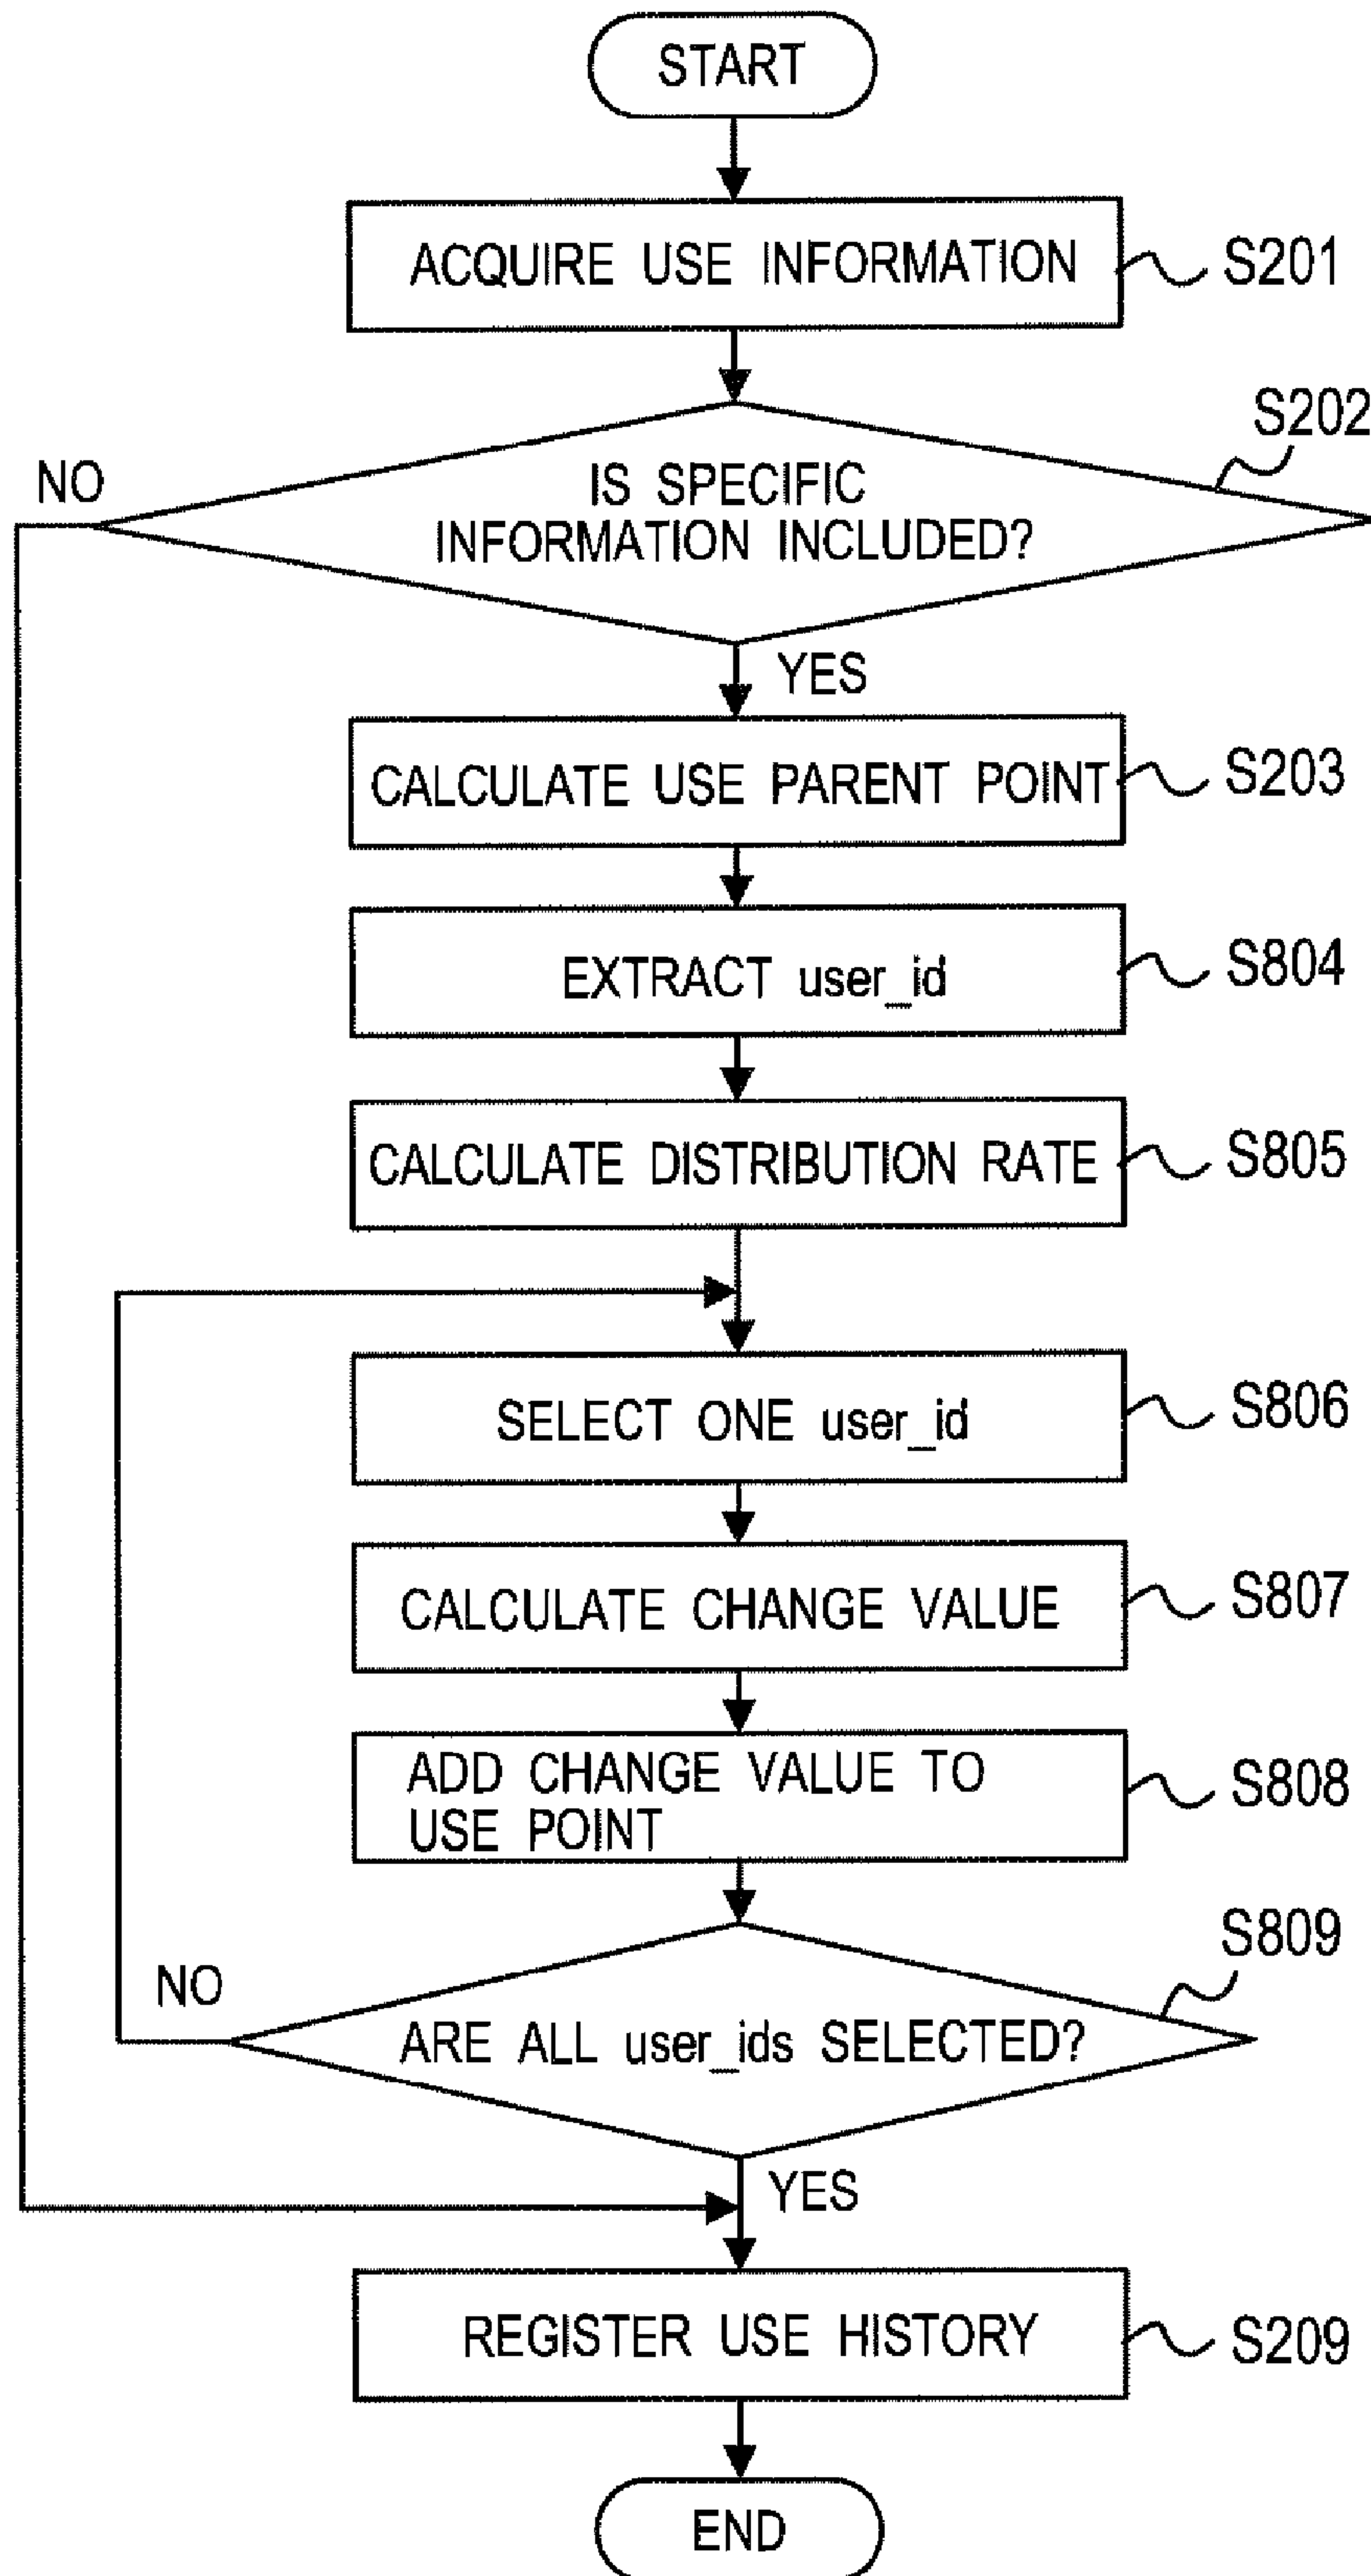 START
ACQUIRE USE INFORMATION
S201
S202
NO
IS SPECIFIC
INFORMATION INCLUDED?
YES
CALCULATE USE PARENT POINT
S203
EXTRACT user_id
S804
CALCULATE DISTRIBUTION RATE
S805
SELECT ONE user_id
S806
CALCULATE CHANGE VALUE
S807
ADD CHANGE VALUE TO
USE POINT
S808
S809
NO
ARE ALL user_ids SELECTED?
YES
REGISTER USE HISTORY
S209
END